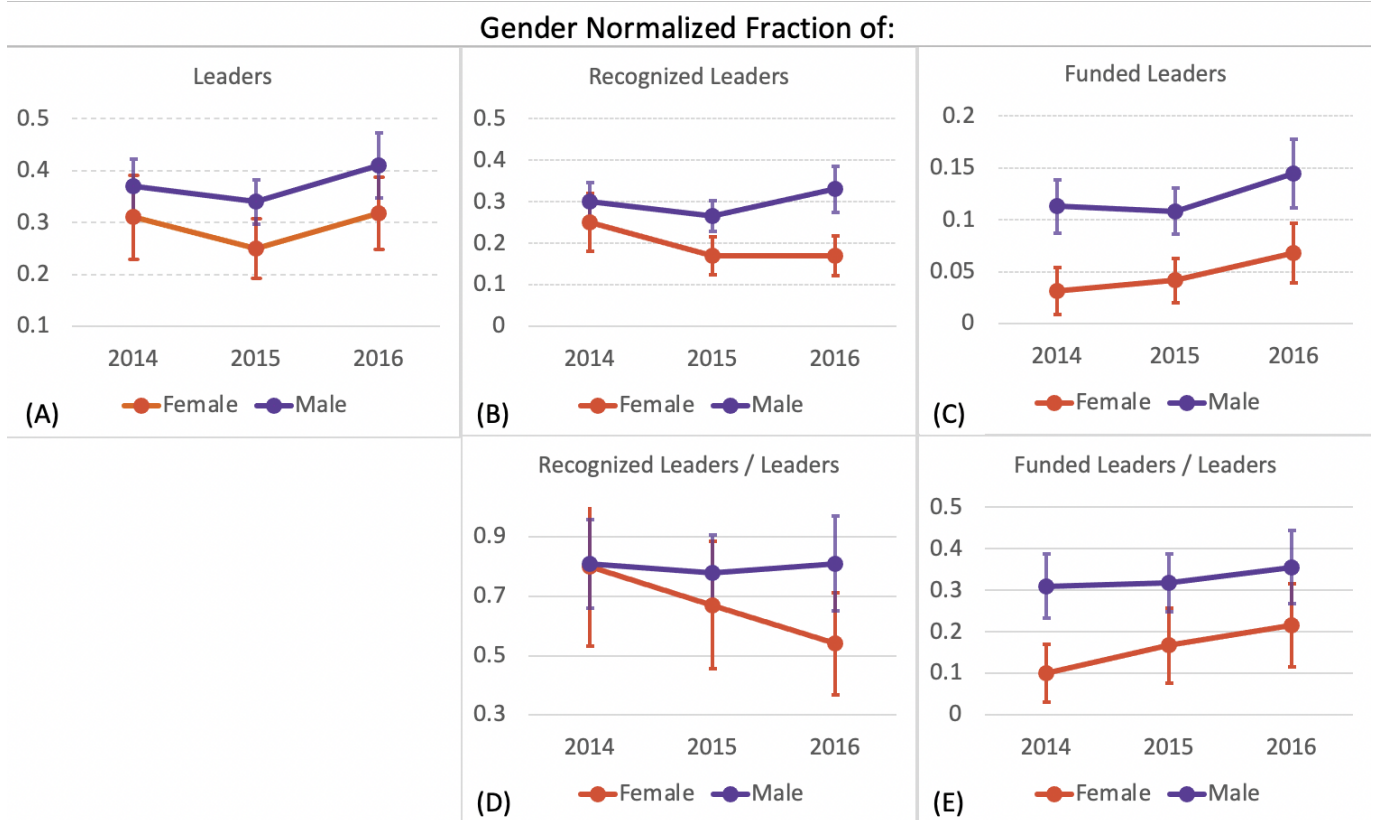 Gender Normalized Fraction of:
Leaders
0.5
0.4
0.3
0.2
0.1
2014 2015 2016
Female Male
(A)
Recognized Leaders
0.5
0.4
0.3
0.2
0.1
0
2014 2015 2016
Female Male
(B)
Funded Leaders
0.2
0.15
0.1
0.05
0
2014 2015 2016
Female Male
(C)
Recognized Leaders / Leaders
0.9
0.7
0.5
0.3
2014 2015 2016
Female Male
(D)
Funded Leaders / Leaders
0.5
0.4
0.3
0.2
0.1
0
2014 2015 2016
Female Male
(E)